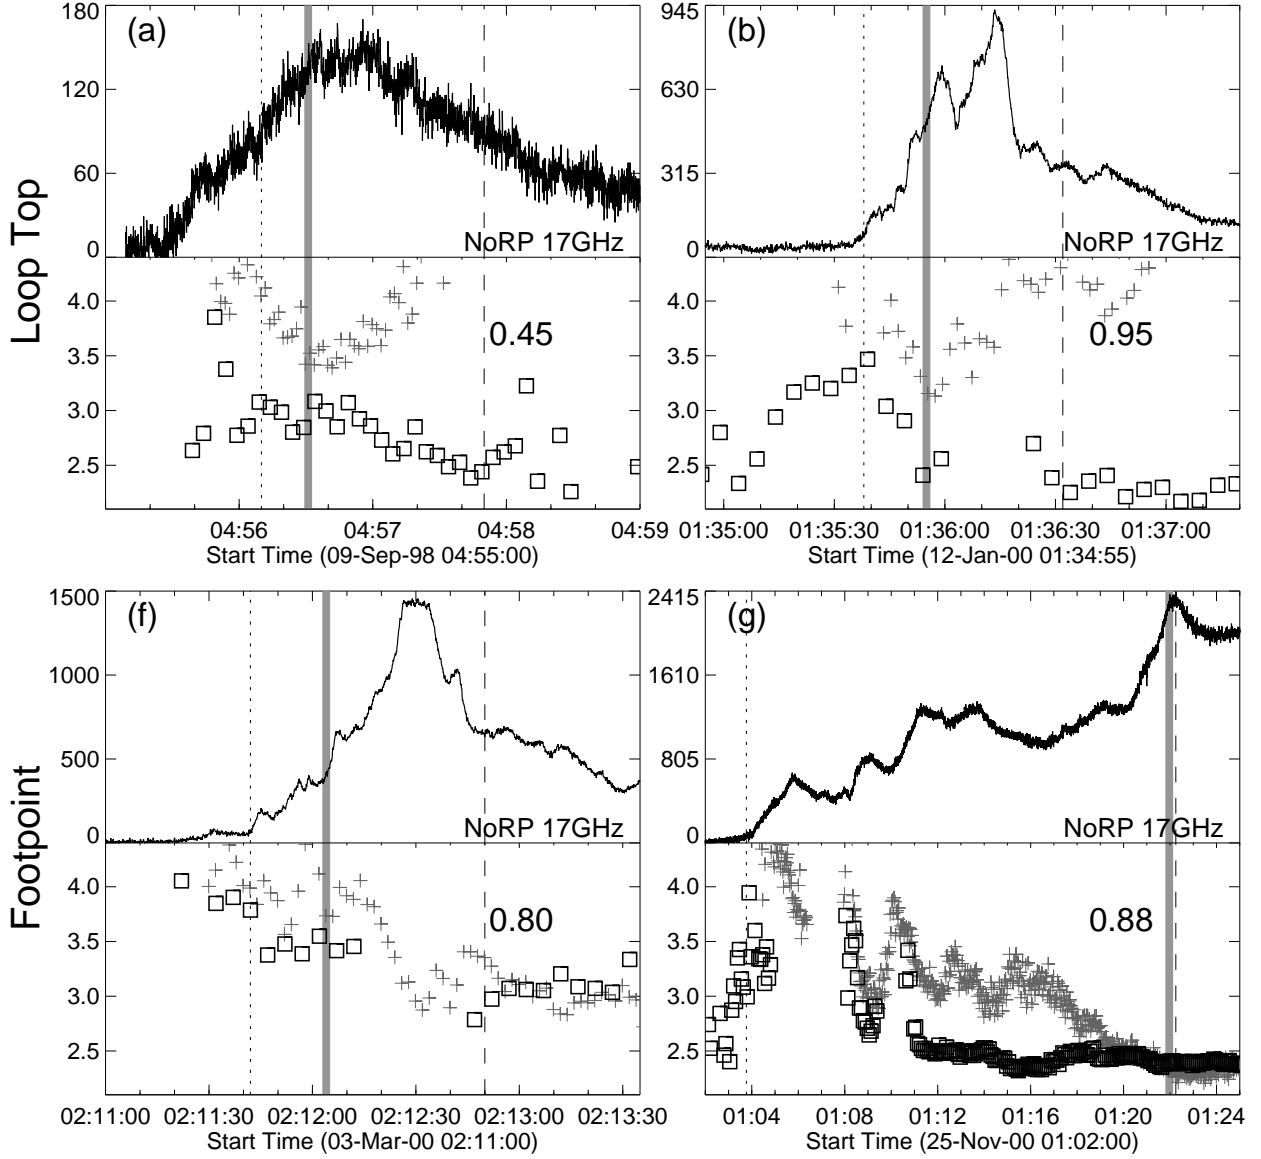 Loop Top
(a)
180
120
60
0
NoRP 17GHz
4.0
3.5
3.0
2.5
0.45
04:56 04:57 04:58 04:59
Start Time (09-Sep-98 04:55:00)
(b)
945
630
315
0
NoRP 17GHz
4.0
3.5
3.0
2.5
0.95
01:35:00 01:35:30 01:36:00 01:36:30 01:37:00
Start Time (12-Jan-00 01:34:55)
Footpoint
(f)
1500
1000
500
0
NoRP 17GHz
4.0
3.5
3.0
2.5
0.80
02:11:00 02:11:30 02:12:00 02:12:30 02:13:00 02:13:30
Start Time (03-Mar-00 02:11:00)
(g)
2415
1610
805
0
NoRP 17GHz
4.0
3.5
3.0
2.5
0.88
01:04 01:08 01:12 01:16 01:20 01:24
Start Time (25-Nov-00 01:02:00)